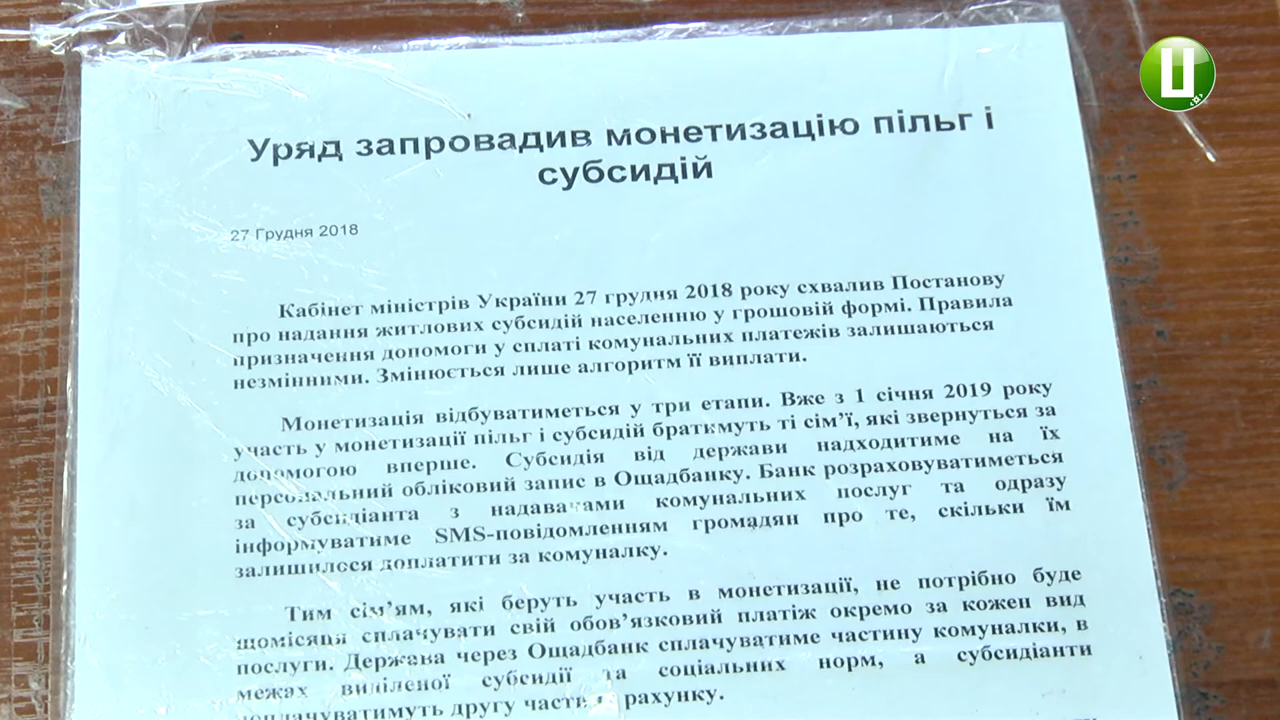 Уряд запровадив монетизацію пільг і
субсидій
27 Грудня 2018
Кабінет міністрів України 27 грудня 2018 року схвалив Постанову
про надання житлових субсидій населенню у грошовій формі. Правила
призначення допомоги у сплаті комунальних платежів залишаються
незмінними. Змінюється лише алгоритм її виплати.
Монетизація відбуватиметься у три етапи. Вже з 1 січня 2019 року
участь у монетизації пільг і субсидій братимуть ті сім’ї, які звернуться за
допомогою вперше. Субсидія від держави надходитиме на їх
персональний обліковий запис в Ощадбанку. Банк розраховуватиметься
за субсидіанта з надавачами комунальних послуг та одразу
інформуватиме SMS-повідомленням громадян про те, скільки їм
залишилося доплатити за комуналку.
Тим сім’ям, які беруть участь в монетизації, не потрібно буде
щомісяця сплачувати свій обов’язковий платіж окремо за кожен вид
послуги. Держава через Ощадбанк сплачуватиме частину комуналки, в
межах виділеної субсидії та соціальних норм, а субсидіанти
доплачуватимуть другу частину рахунку.
Ц